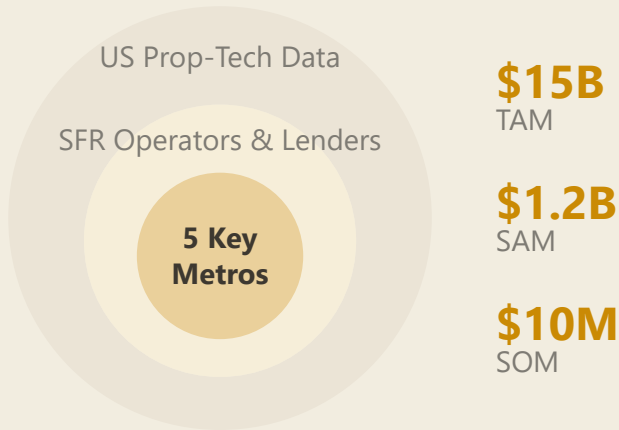 US Prop-Tech Data
SFR Operators & Lenders
5 Key
Metros
$15B
TAM
$1.2B
SAM
$10M
SOM